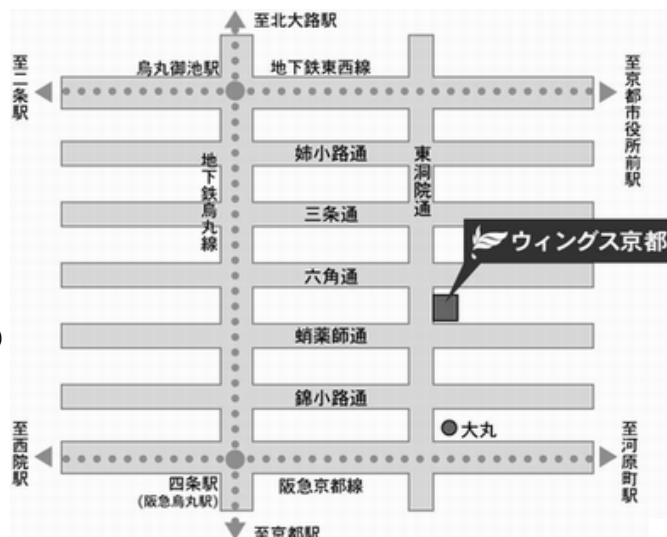 至北大路駅
烏丸御池駅
地下鉄東西線
至二条駅
至京都市役所前駅
姉小路通
地下鉄烏丸線
東洞院通
三条通
ウィングス京都
六角通
蛸薬師通
錦小路通
大丸
至西院駅
至河原町駅
四条駅
(阪急烏丸駅)
阪急京都線
至京都駅